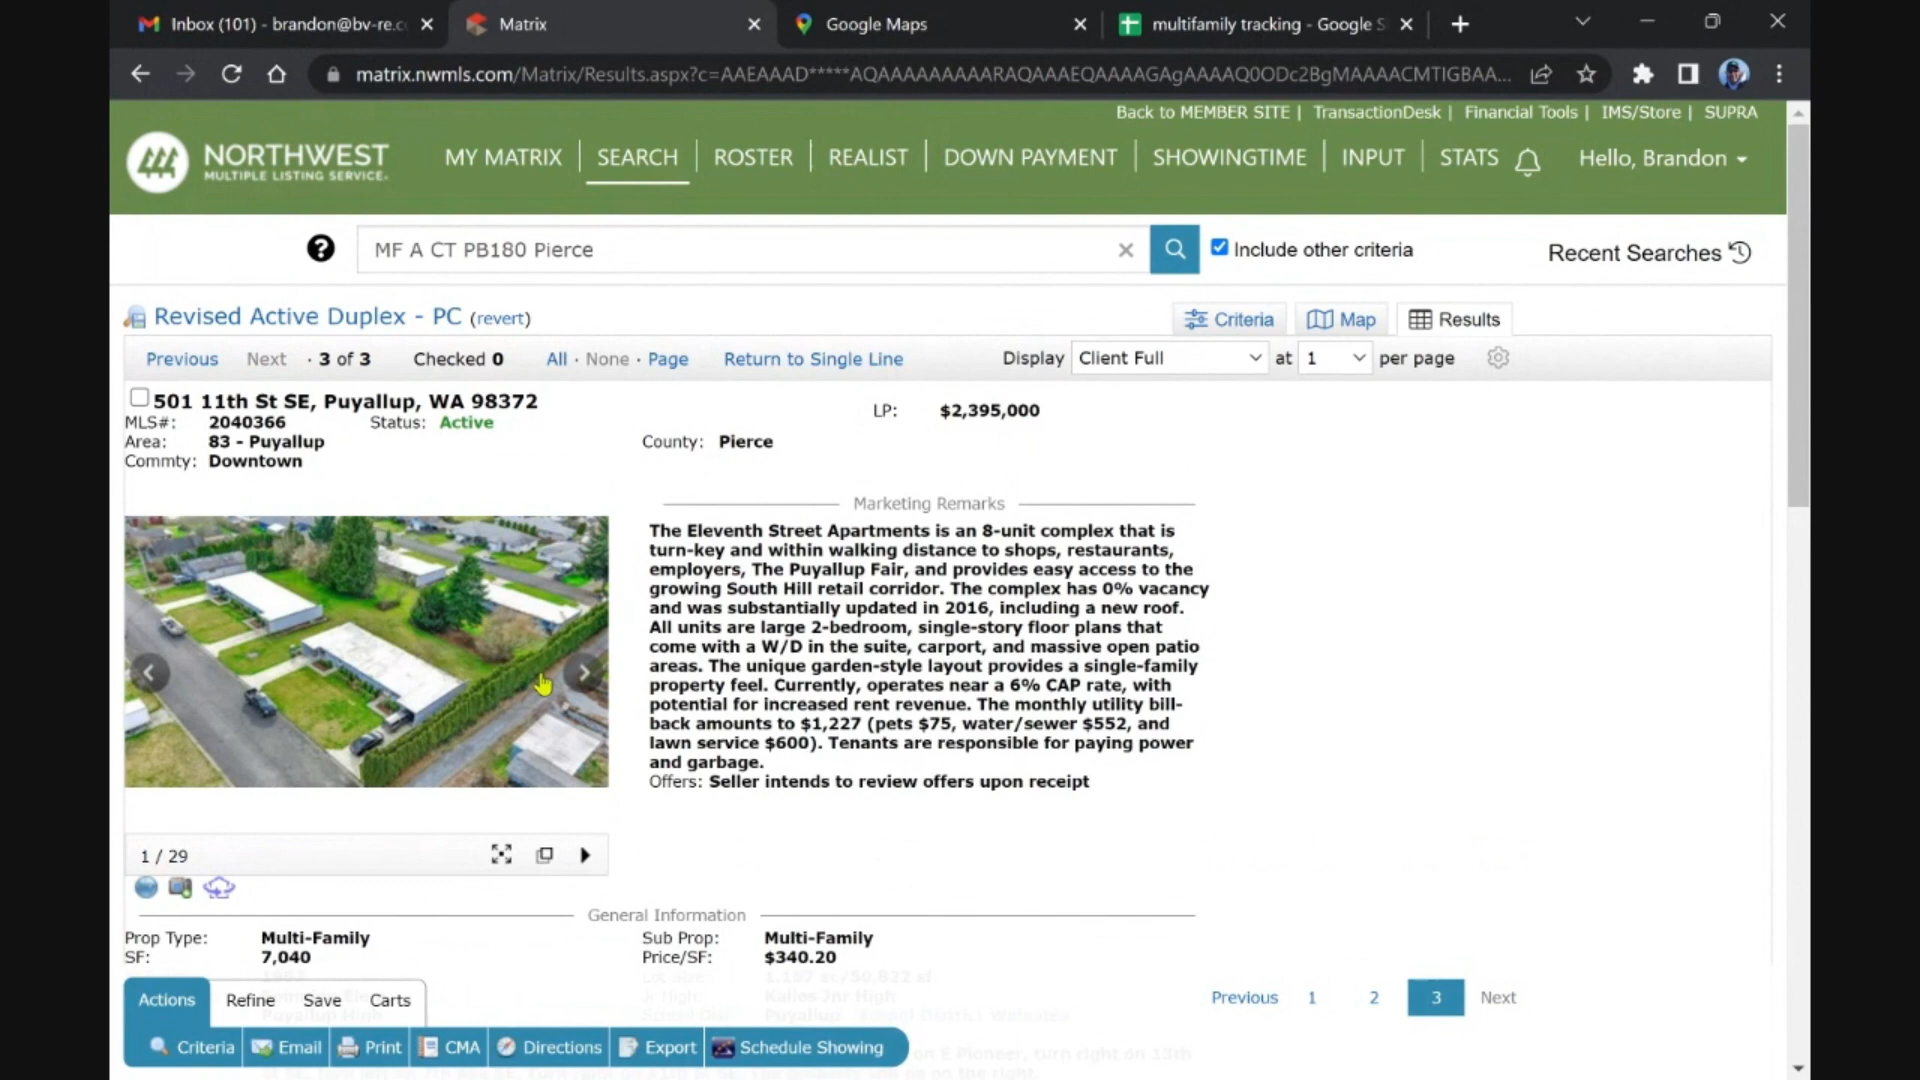 Inbox (101) - brandon@bv-re.c
Matrix
Google Maps
multifamily tracking - Google S
matrix.nwmls.com/Matrix/Results.aspx?c=AAEAAAD*****AQAAAAAAAAARAQAAAEQAAAAGAgAAAAQ0ODc2BgMAAAACMTIGBAA...
Back to MEMBER SITE | TransactionDesk | Financial Tools | IMS/Store | SUPRA
NORTHWEST
MULTIPLE LISTING SERVICE
MY MATRIX SEARCH ROSTER REALIST DOWN PAYMENT SHOWINGTIME INPUT STATS Hello, Brandon
MF A CT PB180 Pierce
Include other criteria
Recent Searches
Revised Active Duplex - PC (revert)
Criteria Map Results
Previous Next · 3 of 3 Checked 0 All · None · Page Return to Single Line Display Client Full at 1 per page
501 11th St SE, Puyallup, WA 98372
LP: $2,395,000
MLS#: 2040366 Status: Active
Area: 83 - Puyallup County: Pierce
Commty: Downtown
Marketing Remarks
The Eleventh Street Apartments is an 8-unit complex that is
turn-key and within walking distance to shops, restaurants,
employers, The Puyallup Fair, and provides easy access to the
growing South Hill retail corridor. The complex has 0% vacancy
and was substantially updated in 2016, including a new roof.
All units are large 2-bedroom, single-story floor plans that
come with a W/D in the suite, carport, and massive open patio
areas. The unique garden-style layout provides a single-family
property feel. Currently, operates near a 6% CAP rate, with
potential for increased rent revenue. The monthly utility bill-
back amounts to $1,227 (pets $75, water/sewer $552, and
lawn service $600). Tenants are responsible for paying power
and garbage.
Offers: Seller intends to review offers upon receipt
1 / 29
General Information
Prop Type: Multi-Family Sub Prop: Multi-Family
SF: 7,040 Price/SF: $340.20
Jr High Kalles Jnr High
Puyallup High Puyallup
Actions Refine Save Carts
Previous 1 2 3 Next
Criteria Email Print CMA Directions Export Schedule Showing
on E Pioneer, turn right on 13th